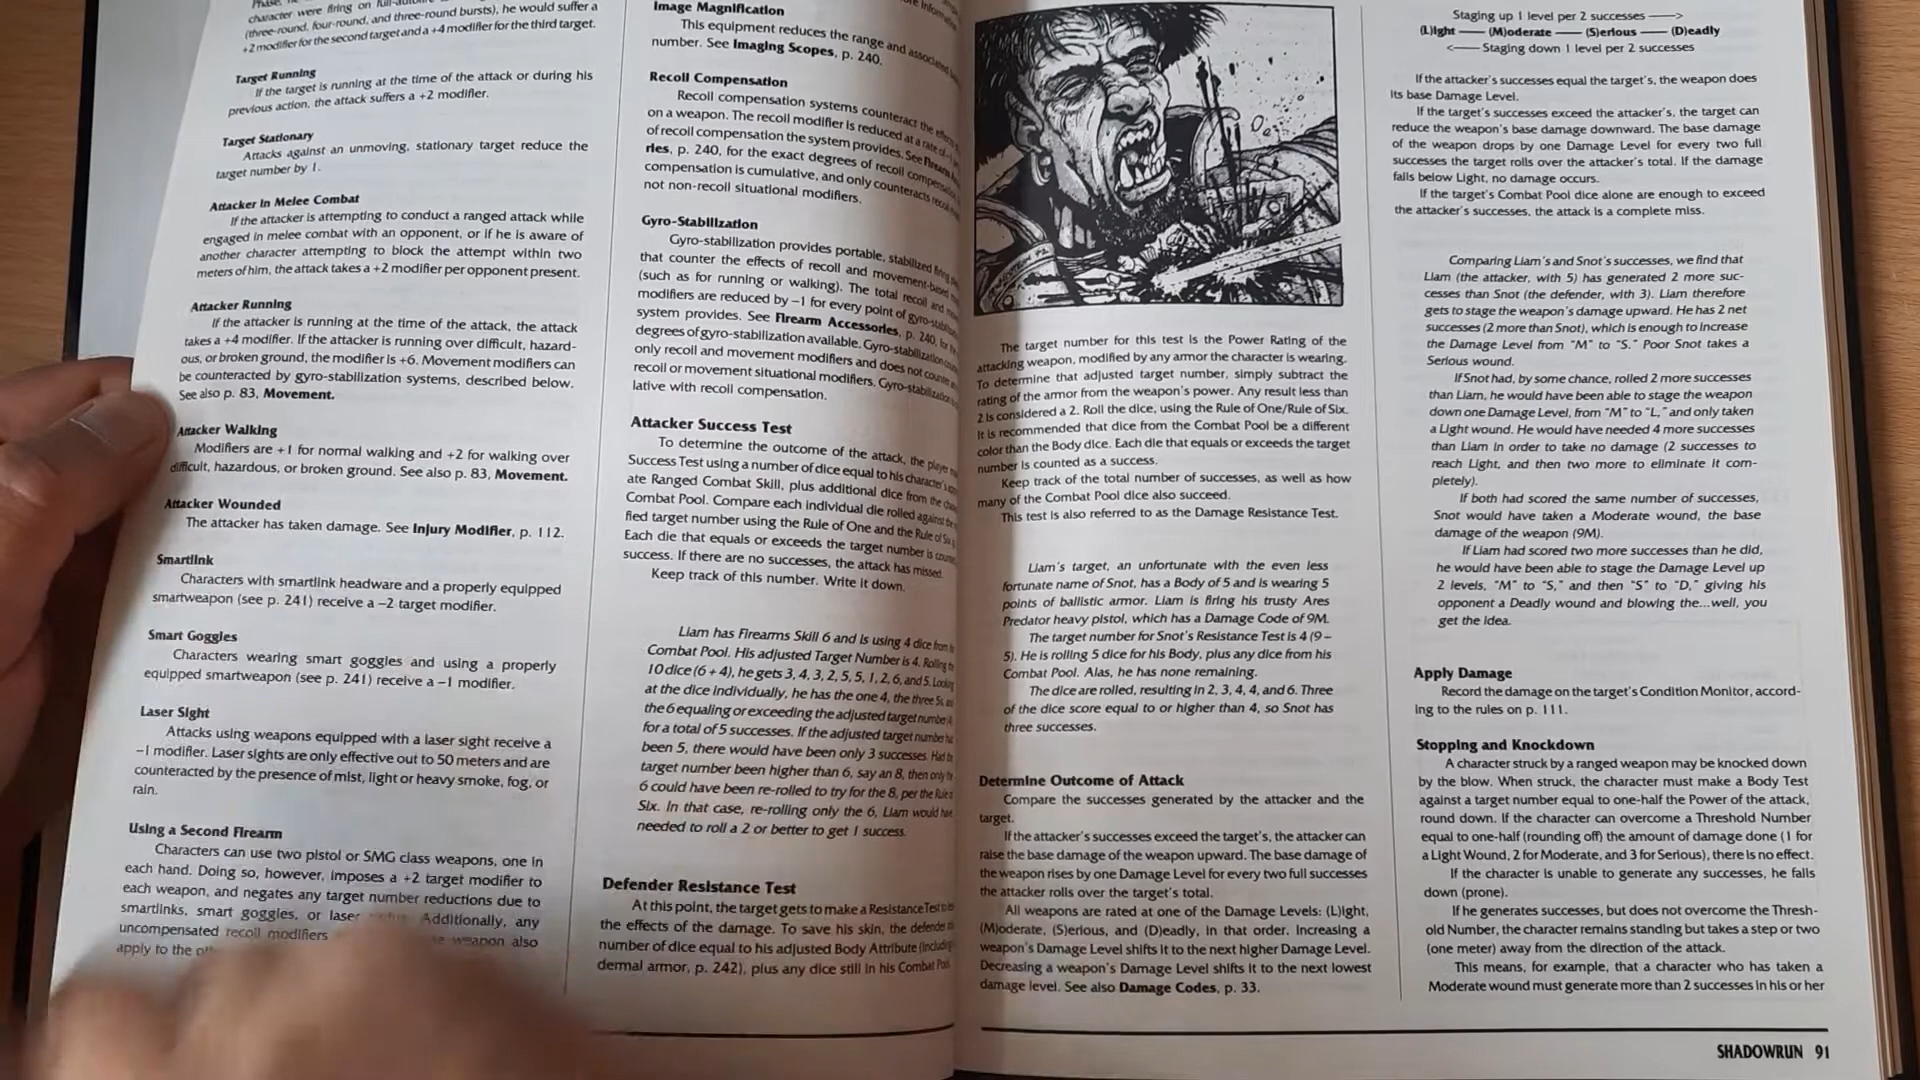 character were firing on full-auto
(three-round, four-round, and three-round bursts), he would suffer a
+2 modifier for the second target and a +4 modifier for the third target.
Target Running
If the target is running at the time of the attack or during his
previous action, the attack suffers a +2 modifier.
Target Stationary
Attacks against an unmoving, stationary target reduce the
target number by 1.
Attacker In Melee Combat
If the attacker is attempting to conduct a ranged attack while
engaged in melee combat with an opponent, or if he is aware of
another character attempting to block the attempt within two
meters of him, the attack takes a +2 modifier per opponent present.
Attacker Running
If the attacker is running at the time of the attack, the attack
takes a +4 modifier. If the attacker is running over difficult, hazard-
ous, or broken ground, the modifier is +6. Movement modifiers can
be counteracted by gyro-stabilization systems, described below.
See also p. 83, Movement.
Attacker Walking
Modifiers are +1 for normal walking and +2 for walking over
difficult, hazardous, or broken ground. See also p. 83, Movement.
Attacker Wounded
The attacker has taken damage. See Injury Modifier, p. 112.
Smartlink
Characters with smartlink headware and a properly equipped
smartweapon (see p. 241) receive a –2 target modifier.
Smart Goggles
Characters wearing smart goggles and using a properly
equipped smartweapon (see p. 241) receive a –1 modifier.
Laser Sight
Attacks using weapons equipped with a laser sight receive a
–1 modifier. Laser sights are only effective out to 50 meters and are
counteracted by the presence of mist, light or heavy smoke, fog, or
rain.
Using a Second Firearm
Characters can use two pistol or SMG class weapons, one in
each hand. Doing so, however, imposes a +2 target modifier to
each weapon, and negates any target number reductions due to
smartlinks, smart goggles, or laser Additionally, any
uncompensated recoil modifiers weapon also
apply to the
Image Magnification
This equipment reduces the range and associated
number. See Imaging Scopes, p. 240.
Recoil Compensation
Recoil compensation systems counteract the
on a weapon. The recoil modifier is reduced at a rate of
of recoil compensation the system provides. See Firearm
ries, p. 240, for the exact degrees of recoil
compensation is cumulative, and only counteracts recoil,
not non-recoil situational modifiers.
Gyro-Stabilization
Gyro-stabilization provides portable, stabilized firing
that counter the effects of recoil and movement-based
(such as for running or walking). The total recoil and
modifiers are reduced by –1 for every point of
system provides. See Firearm Accessories, p. 240, for
degrees of gyro-stabilization available. Gyro-stabilization
only recoil and movement modifiers and does not
recoil or movement situational modifiers. Gyro-stabilization
lative with recoil compensation.
Attacker Success Test
To determine the outcome of the attack, the player
Success Test using a number of dice equal to his character's
ate Ranged Combat Skill, plus additional dice from the
Combat Pool. Compare each individual die rolled against the
fied target number using the Rule of One and the Rule of Six.
Each die that equals or exceeds the target number is
success. If there are no successes, the attack has missed.
Keep track of this number. Write it down.
Liam has Firearms Skill 6 and is using 4 dice from
Combat Pool. His adjusted Target Number is 4. Rolling
10 dice (6 + 4), he gets 3, 4, 3, 2, 5, 5, 1, 2, 6, and 5. Looking
at the dice individually, he has the one 4, the three 5s,
the 6 equaling or exceeding the adjusted target number
for a total of 5 successes. If the adjusted target number
been 5, there would have been only 3 successes. Had
target number been higher than 6, say an 8, then only
6 could have been re-rolled to try for the 8, per the
Six. In that case, re-rolling only the 6, Liam would
needed to roll a 2 or better to get 1 success.
Defender Resistance Test
At this point, the target gets to make a Resistance Test
the effects of the damage. To save his skin, the defender
number of dice equal to his adjusted Body Attribute (including
dermal armor, p. 242), plus any dice still in his Combat Pool.
The target number for this test is the Power Rating of the
attacking weapon, modified by any armor the character is wearing.
To determine that adjusted target number, simply subtract the
rating of the armor from the weapon's power. Any result less than
2 is considered a 2. Roll the dice, using the Rule of One/Rule of Six.
It is recommended that dice from the Combat Pool be a different
color than the Body dice. Each die that equals or exceeds the target
number is counted as a success.
Keep track of the total number of successes, as well as how
many of the Combat Pool dice also succeed.
This test is also referred to as the Damage Resistance Test.
Liam's target, an unfortunate with the even less
fortunate name of Snot, has a Body of 5 and is wearing 5
points of ballistic armor. Liam is firing his trusty Ares
Predator heavy pistol, which has a Damage Code of 9M.
The target number for Snot's Resistance Test is 4 (9 –
5). He is rolling 5 dice for his Body, plus any dice from his
Combat Pool. Alas, he has none remaining.
The dice are rolled, resulting in 2, 3, 4, 4, and 6. Three
of the dice score equal to or higher than 4, so Snot has
three successes.
Determine Outcome of Attack
Compare the successes generated by the attacker and the
target.
If the attacker's successes exceed the target's, the attacker can
raise the base damage of the weapon upward. The base damage of
the weapon rises by one Damage Level for every two full successes
the attacker rolls over the target's total.
All weapons are rated at one of the Damage Levels: (L)ight,
(M)oderate, (S)erious, and (D)eadly, in that order. Increasing a
weapon's Damage Level shifts it to the next higher Damage Level.
Decreasing a weapon's Damage Level shifts it to the next lowest
damage level. See also Damage Codes, p. 33.
Staging up 1 level per 2 successes ——>
(L)ight —— (M)oderate —— (S)erious —— (D)eadly
<—— Staging down 1 level per 2 successes
If the attacker's successes equal the target's, the weapon does
its base Damage Level.
If the target's successes exceed the attacker's, the target can
reduce the weapon's base damage downward. The base damage
of the weapon drops by one Damage Level for every two full
successes the target rolls over the attacker's total. If the damage
falls below Light, no damage occurs.
If the target's Combat Pool dice alone are enough to exceed
the attacker's successes, the attack is a complete miss.
Comparing Liam's and Snot's successes, we find that
Liam (the attacker, with 5) has generated 2 more suc-
cesses than Snot (the defender, with 3). Liam therefore
gets to stage the weapon's damage upward. He has 2 net
successes (2 more than Snot), which is enough to increase
the Damage Level from "M" to "S." Poor Snot takes a
Serious wound.
If Snot had, by some chance, rolled 2 more successes
than Liam, he would have been able to stage the weapon
down one Damage Level, from "M" to "L," and only taken
a Light wound. He would have needed 4 more successes
than Liam in order to take no damage (2 successes to
reach Light, and then two more to eliminate it com-
pletely).
If both had scored the same number of successes,
Snot would have taken a Moderate wound, the base
damage of the weapon (9M).
If Liam had scored two more successes than he did,
he would have been able to stage the Damage Level up
2 levels, "M" to "S," and then "S" to "D," giving his
opponent a Deadly wound and blowing the...well, you
get the idea.
Apply Damage
Record the damage on the target's Condition Monitor, accord-
ing to the rules on p. 111.
Stopping and Knockdown
A character struck by a ranged weapon may be knocked down
by the blow. When struck, the character must make a Body Test
against a target number equal to one-half the Power of the attack,
round down. If the character can overcome a Threshold Number
equal to one-half (rounding off) the amount of damage done (1 for
a Light Wound, 2 for Moderate, and 3 for Serious), there is no effect.
If the character is unable to generate any successes, he falls
down (prone).
If he generates successes, but does not overcome the Thresh-
old Number, the character remains standing but takes a step or two
(one meter) away from the direction of the attack.
This means, for example, that a character who has taken a
Moderate wound must generate more than 2 successes in his or her
SHADOWRUN 91